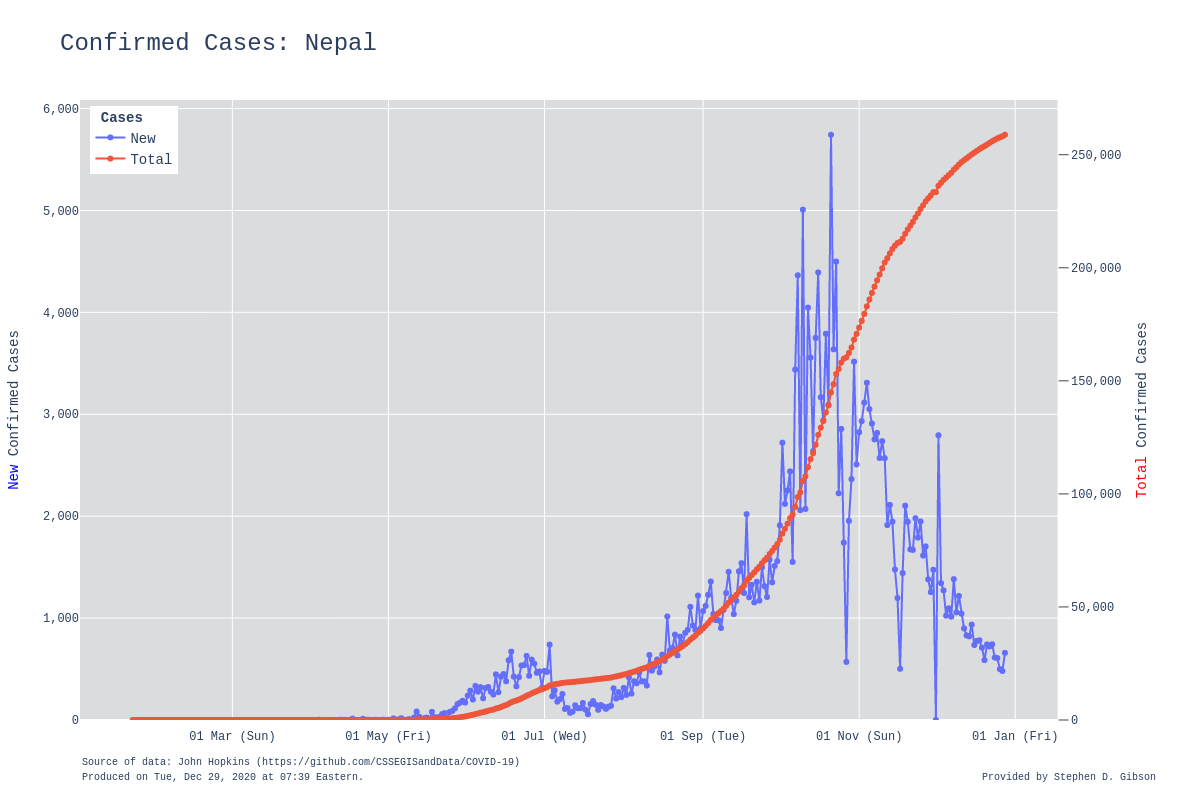 Confirmed Cases: Nepal
Cases
New
Total
6,000
5,000
4,000
3,000
2,000
1,000
0
250,000
200,000
150,000
100,000
50,000
0
New Confirmed Cases
Total Confirmed Cases
01 Mar (Sun) 01 May (Fri) 01 Jul (Wed) 01 Sep (Tue) 01 Nov (Sun) 01 Jan (Fri)
Source of data: John Hopkins (https://github.com/CSSEGISandData/COVID-19)
Produced on Tue, Dec 29, 2020 at 07:39 Eastern.
Provided by Stephen D. Gibson